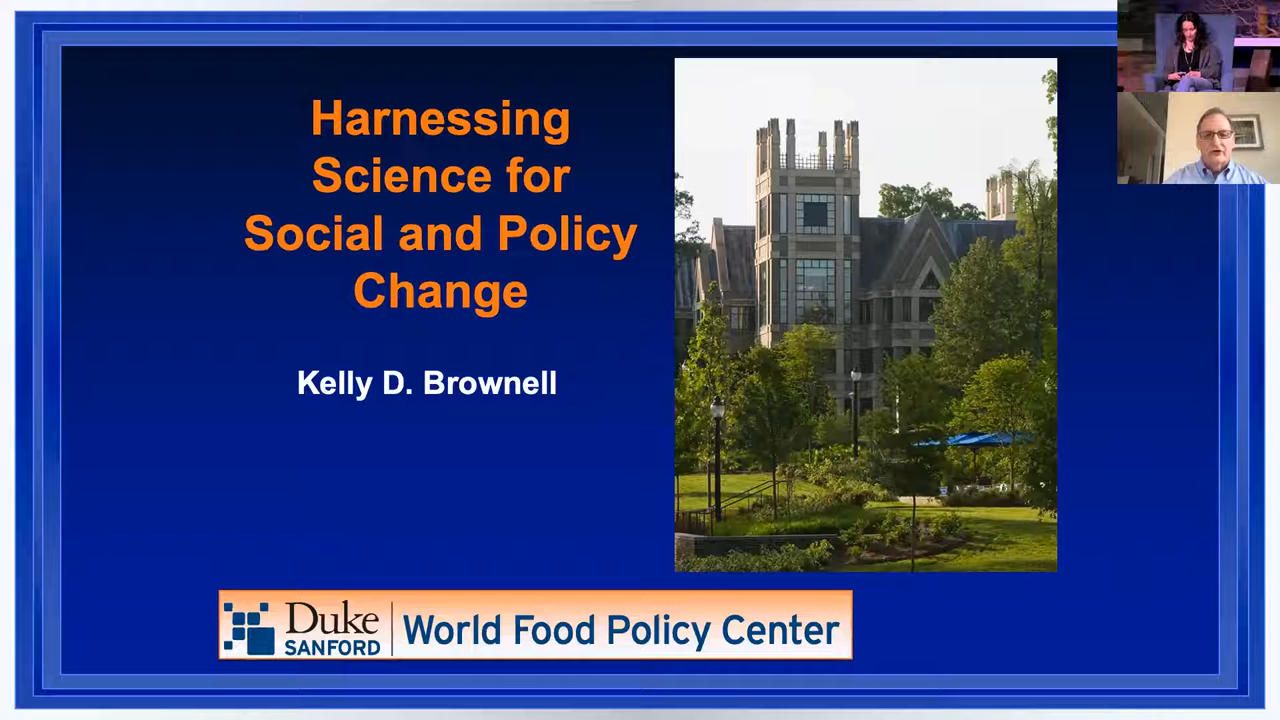 Harnessing
Science for
Social and Policy
Change
Kelly D. Brownell
Duke
SANFORD
World Food Policy Center